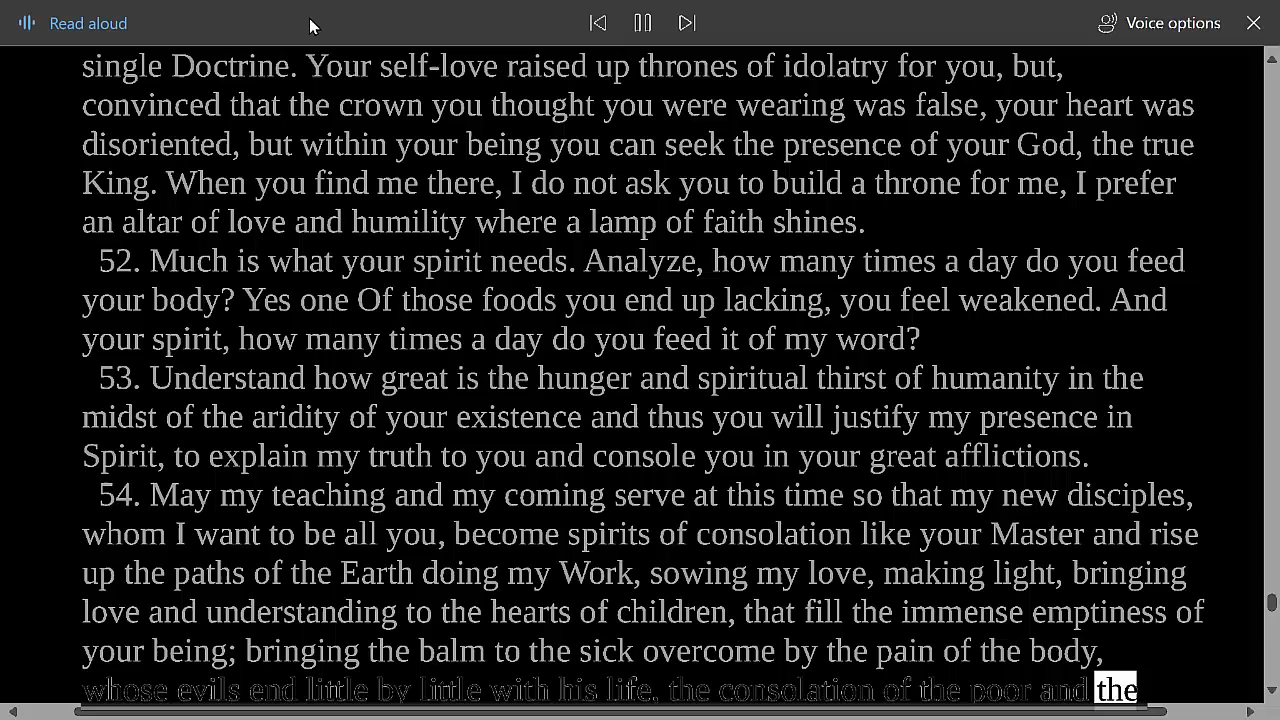 Read aloud
Voice options
single Doctrine. Your self-love raised up thrones of idolatry for you, but,
convinced that the crown you thought you were wearing was false, your heart was
disoriented, but within your being you can seek the presence of your God, the true
King. When you find me there, I do not ask you to build a throne for me, I prefer
an altar of love and humility where a lamp of faith shines.
52. Much is what your spirit needs. Analyze, how many times a day do you feed
your body? Yes one Of those foods you end up lacking, you feel weakened. And
your spirit, how many times a day do you feed it of my word?
53. Understand how great is the hunger and spiritual thirst of humanity in the
midst of the aridity of your existence and thus you will justify my presence in
Spirit, to explain my truth to you and console you in your great afflictions.
54. May my teaching and my coming serve at this time so that my new disciples,
whom I want to be all you, become spirits of consolation like your Master and rise
up the paths of the Earth doing my Work, sowing my love, making light, bringing
love and understanding to the hearts of children, that fill the immense emptiness of
your being; bringing the balm to the sick overcome by the pain of the body,
whose evils end little by little with his life, the consolation of the poor and the